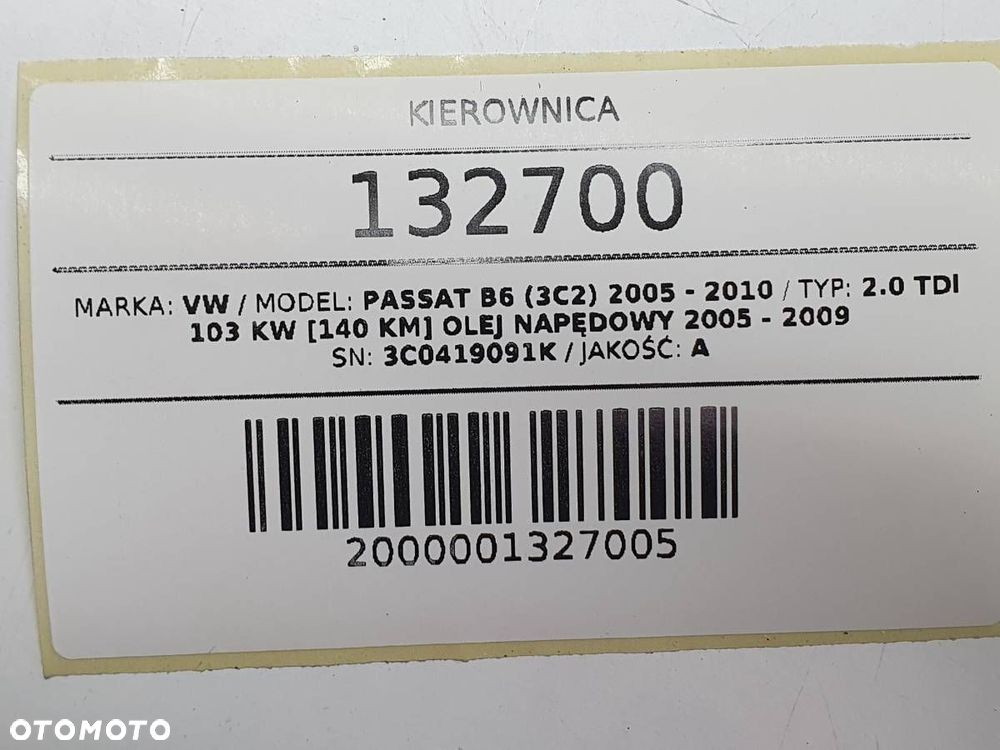 KIEROWNICA
132700
MARKA: VW / MODEL: PASSAT B6 (3C2) 2005 - 2010 / TYP: 2.0 TDI
103 KW [140 KM] OLEJ NAPĘDOWY 2005 - 2009
SN: 3C0419091K / JAKOŚĆ: A
2000001327005
OTOMOTO